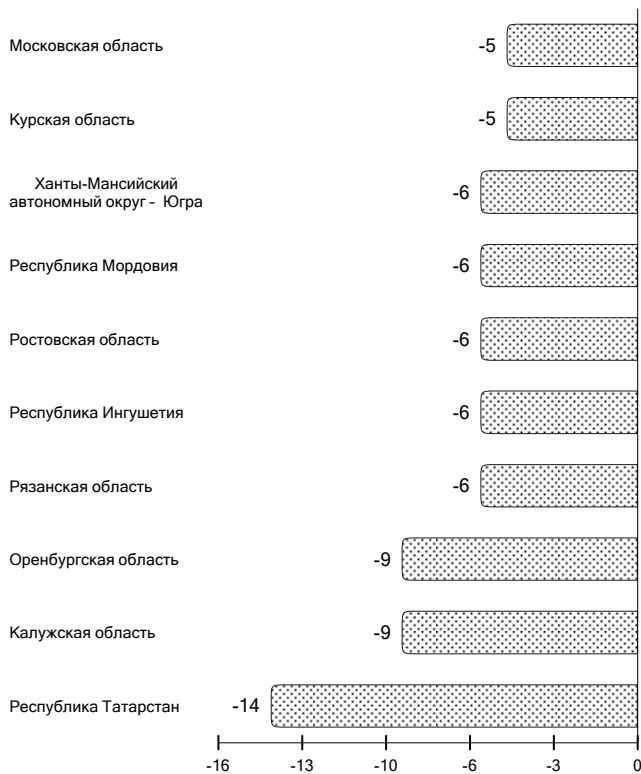 Московская область
-5
Курская область
-5
Ханты-Мансийский
автономный округ - Югра
-6
Республика Мордовия
-6
Ростовская область
-6
Республика Ингушетия
-6
Рязанская область
-6
Оренбургская область
-9
Калужская область
-9
Республика Татарстан
-14
-16 -13 -10 -6 -3 0